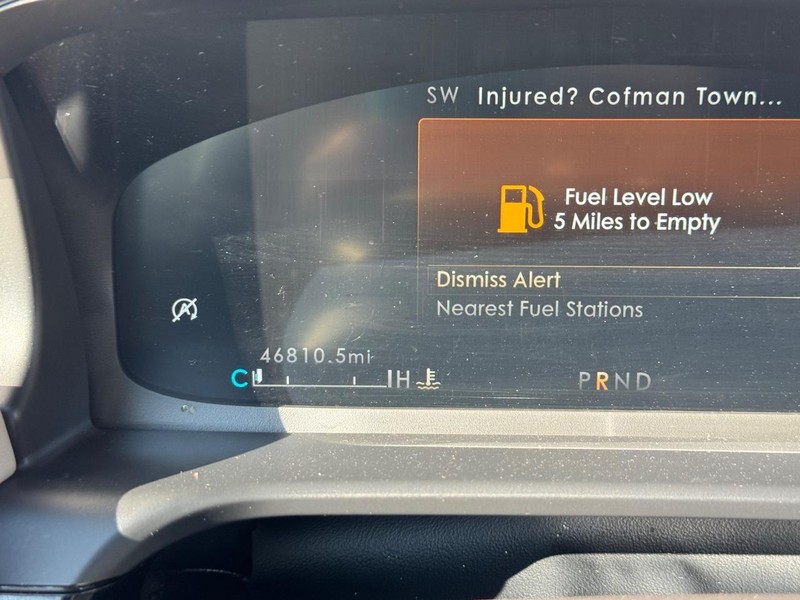 SW Injured? Cofman Town...
Fuel Level Low
5 Miles to Empty
Dismiss Alert
Nearest Fuel Stations
A
46810.5mi
C H
PRND